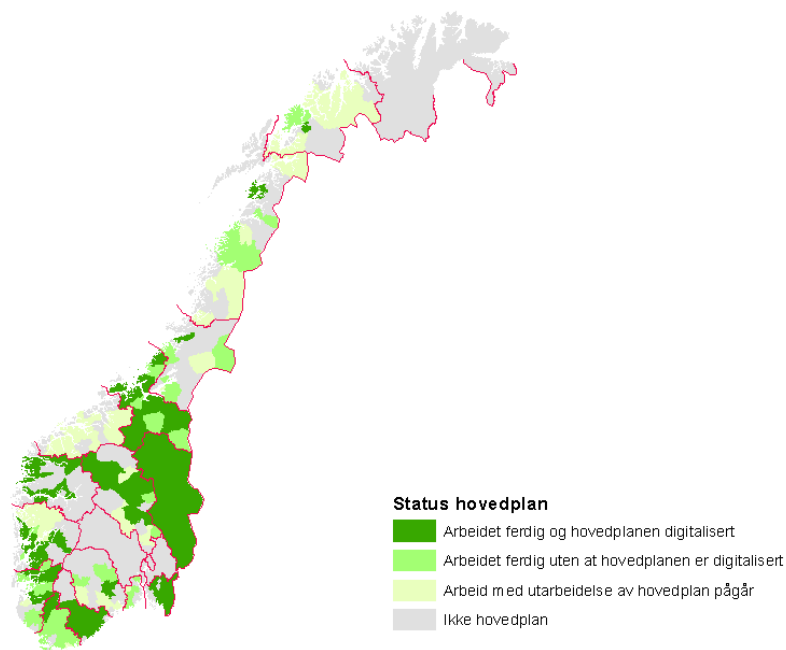 Status hovedplan
Arbeidet ferdig og hovedplanen digitalisert
Arbeidet ferdig uten at hovedplanen er digitalisert
Arbeid med utarbeidelse av hovedplan pågår
Ikke hovedplan